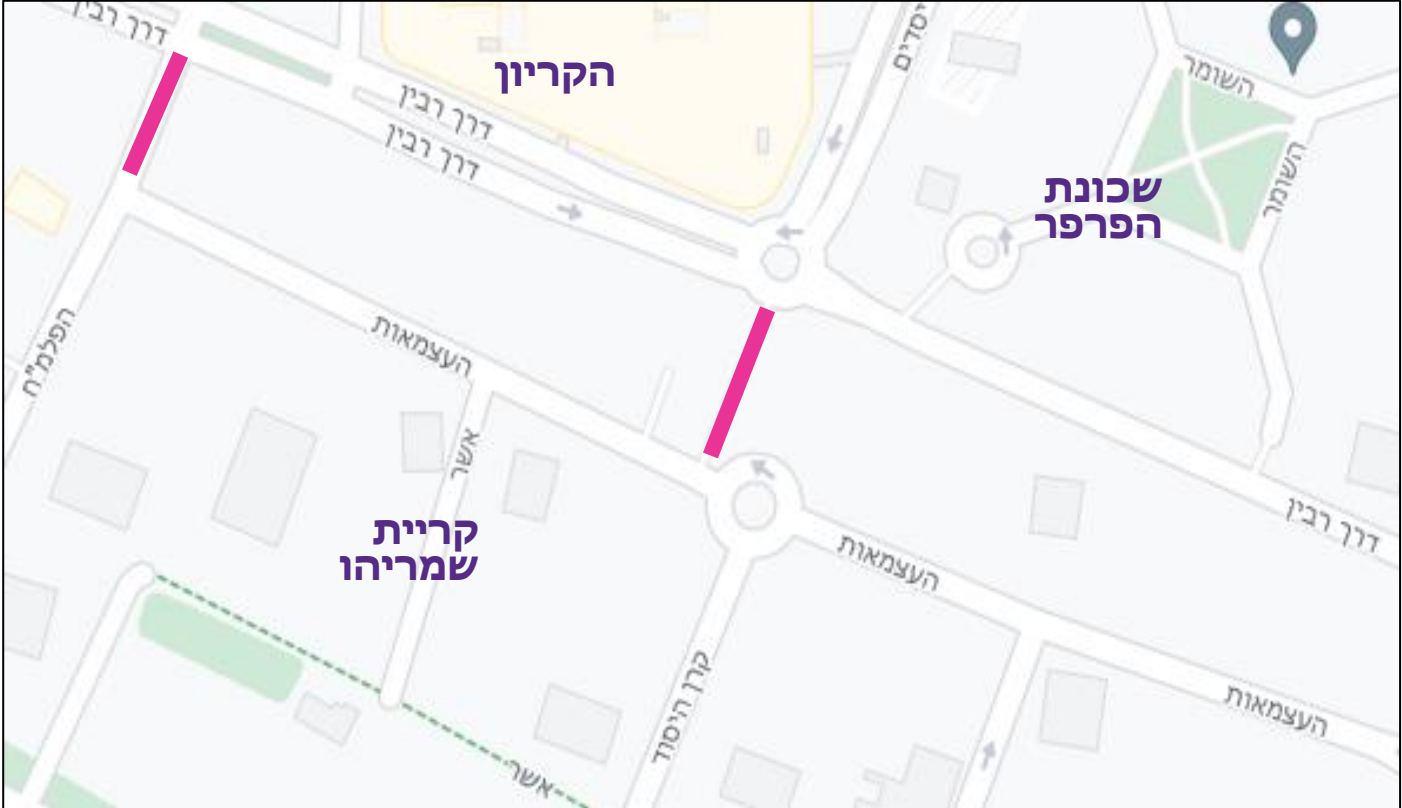 דרך רבין
הקריון
יסדים
השומר
דרך רבין
דרך רבין
שכונת
הפרפר
השומר
הפלמ"ח
העצמאות
אשר
דרך רבין
קריית
שמריהו
העצמאות
קרן היסוד
העצמאות
אשר